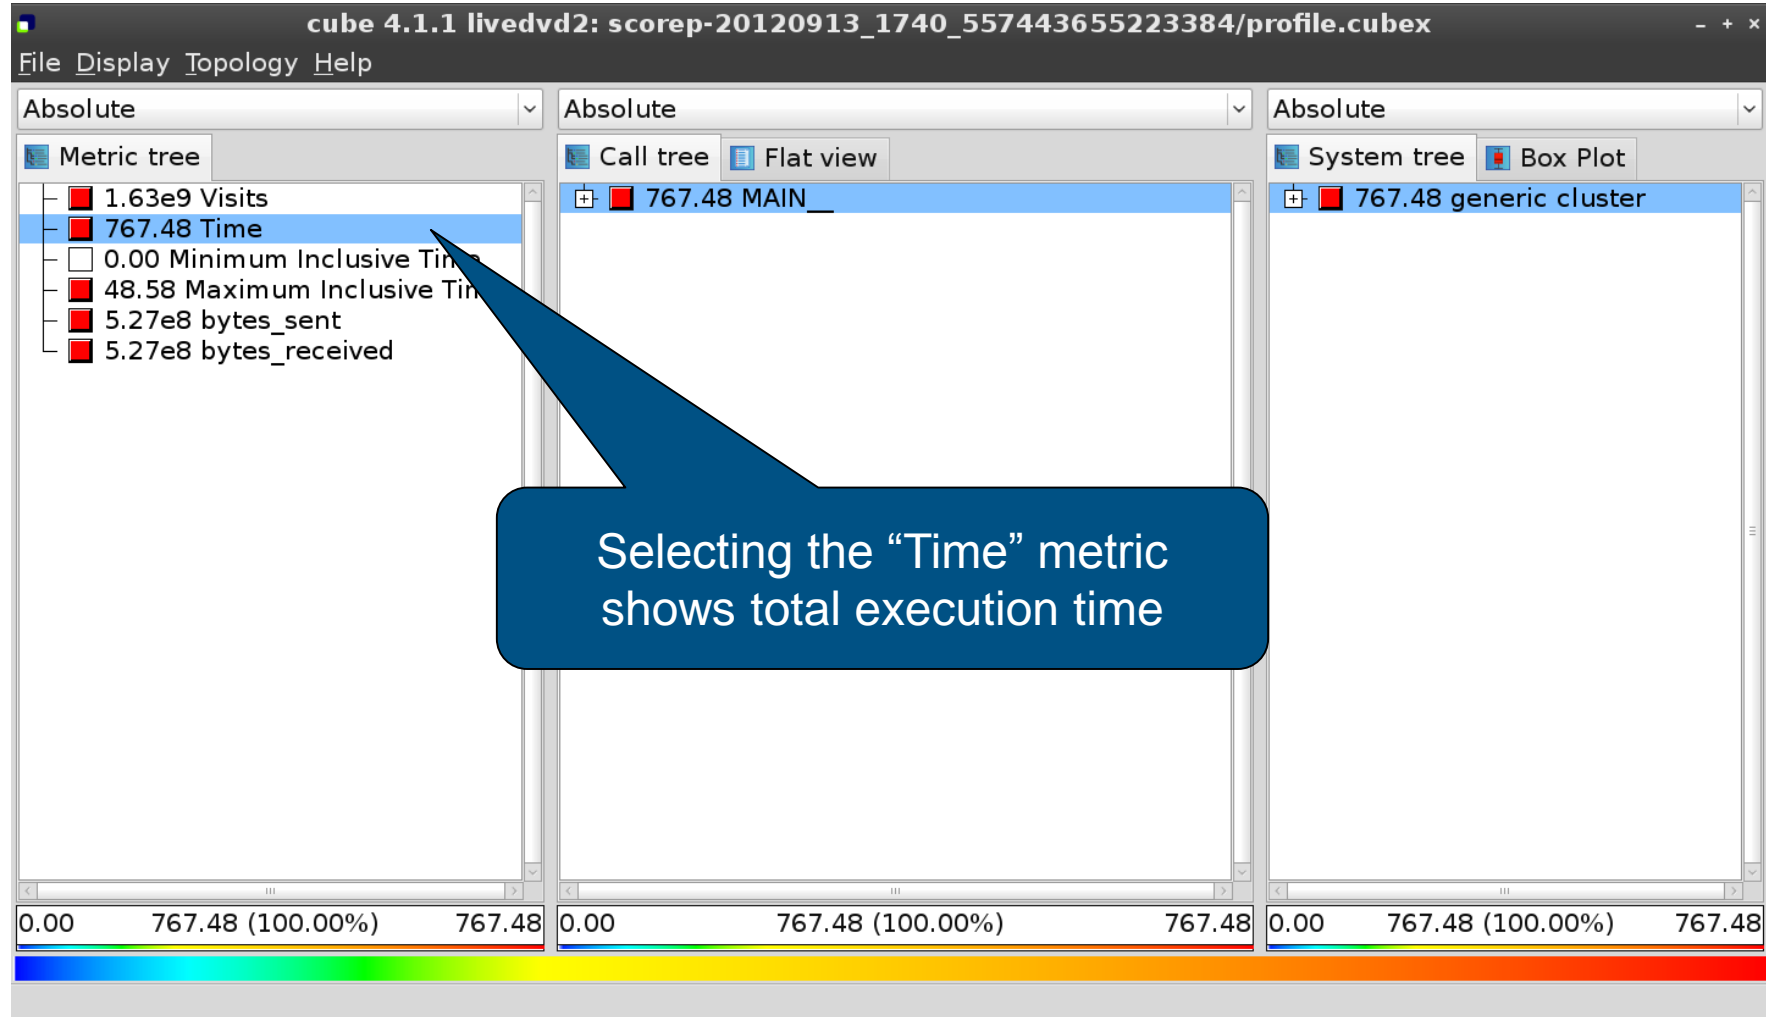 cube 4.1.1 livedvd2: scorep-20120913_1740_557443655223384/profile.cubex
File Display Topology Help
Absolute
Absolute
Absolute
Metric tree
Call tree
Flat view
System tree
Box Plot
1.63e9 Visits
767.48 Time
0.00 Minimum Inclusive Time
48.58 Maximum Inclusive Tim
5.27e8 bytes_sent
5.27e8 bytes_received
767.48 MAIN__
767.48 generic cluster
Selecting the “Time” metric
shows total execution time
0.00 767.48 (100.00%) 767.48
0.00 767.48 (100.00%) 767.48
0.00 767.48 (100.00%) 767.48